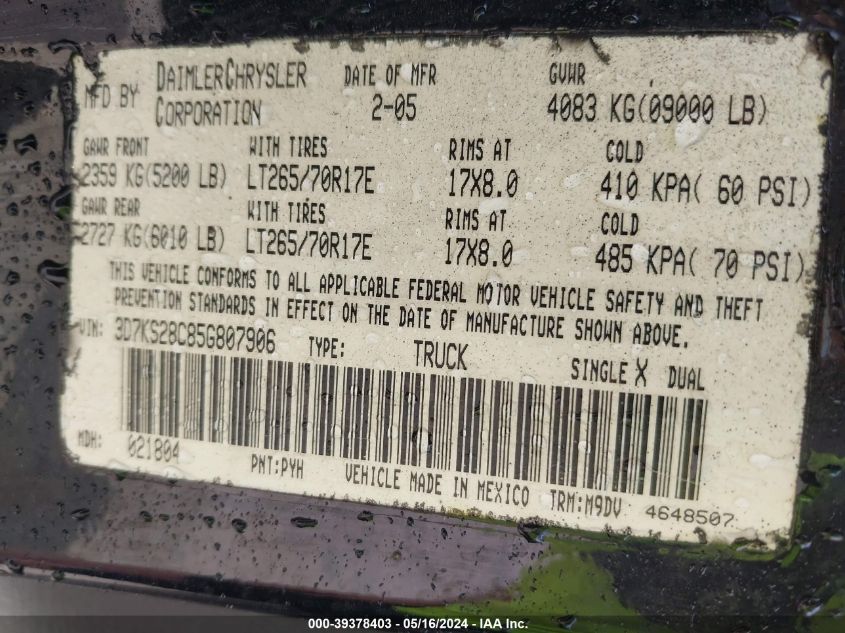 MFD BY DAIMLERCHRYSLER CORPORATION DATE OF MFR 2-05 GVWR 4083 KG(09000 LB)
GAWR FRONT WITH TIRES RIMS AT COLD
2359 KG(5200 LB) LT265/70R17E 17X8.0 410 KPA( 60 PSI)
GAWR REAR WITH TIRES RIMS AT COLD
2727 KG(6010 LB) LT265/70R17E 17X8.0 485 KPA( 70 PSI)
THIS VEHICLE CONFORMS TO ALL APPLICABLE FEDERAL MOTOR VEHICLE SAFETY AND THEFT
PREVENTION STANDARDS IN EFFECT ON THE DATE OF MANUFACTURE SHOWN ABOVE.
VIN: 3D7KS28C85G807906 TYPE: TRUCK SINGLE X DUAL
MDH: 021804 PNT:PYH VEHICLE MADE IN MEXICO TRM:M9DV 4648507
000-39378403 - 05/16/2024 - IAA Inc.